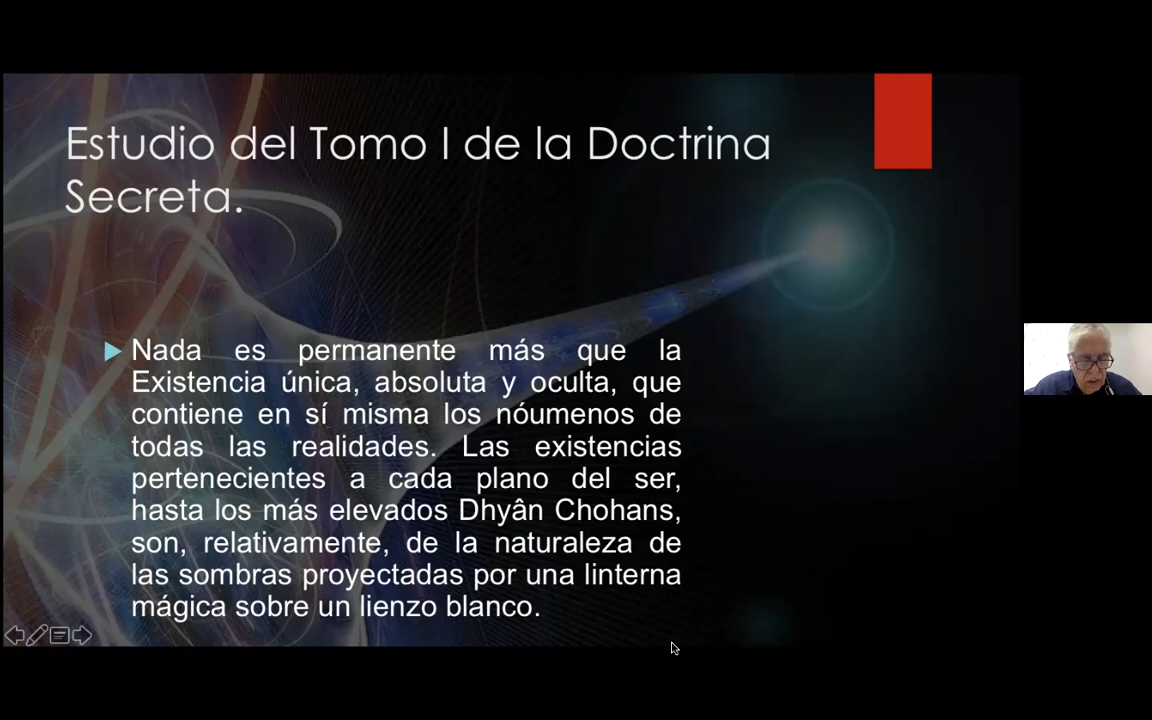 Estudio del Tomo I de la Doctrina
Secreta.
Nada es permanente más que la
Existencia única, absoluta y oculta, que
contiene en sí misma los nóumenos de
todas las realidades. Las existencias
pertenecientes a cada plano del ser,
hasta los más elevados Dhyân Chohans,
son, relativamente, de la naturaleza de
las sombras proyectadas por una linterna
mágica sobre un lienzo blanco.